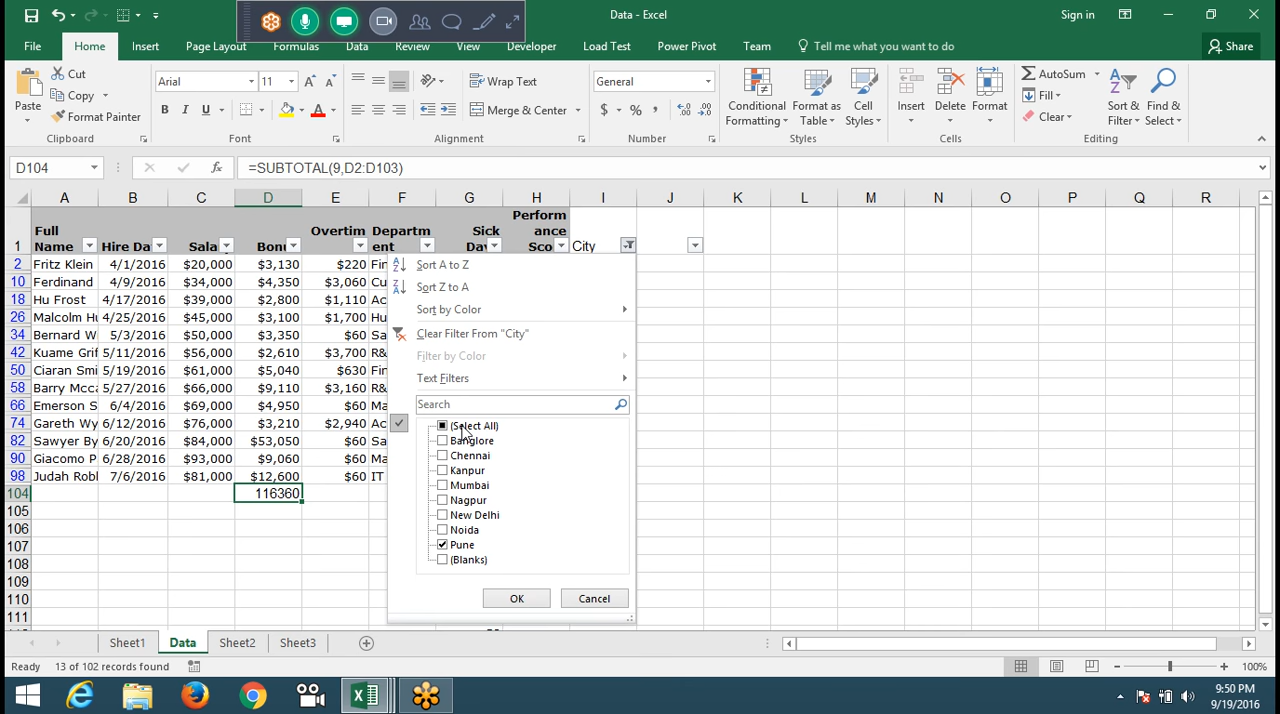 Data - Excel
Sign in
File Home Insert Page Layout Formulas Data Review View Developer Load Test Power Pivot Team Tell me what you want to do Share
Paste
Cut
Copy
Format Painter
Clipboard
Arial 11
B I U
Font
Wrap Text
Merge & Center
Alignment
General
$ % ,
Number
Conditional Formatting
Format as Table
Cell Styles
Styles
Insert Delete Format
Cells
AutoSum
Fill
Clear
Sort & Filter
Find & Select
Editing
D104 fx =SUBTOTAL(9,D2:D103)
A B C D E F G H I J K L M N O P Q R
1 Full Name Hire Da Sala Bonu Overtim Departm ent Sick Day Perform ance Sco City
2 Fritz Klein 4/1/2016 $20,000 $3,130 $220 Fin
10 Ferdinand 4/9/2016 $34,000 $4,350 $3,060 Cu
18 Hu Frost 4/17/2016 $39,000 $2,800 $1,110 Ac
26 Malcolm Hu 4/25/2016 $45,000 $3,100 $1,700 Hu
34 Bernard W 5/3/2016 $50,000 $3,350 $60 Sa
42 Kuame Grif 5/11/2016 $56,000 $2,610 $3,700 R&
50 Ciaran Smi 5/19/2016 $61,000 $5,040 $630 Fin
58 Barry Mcca 5/27/2016 $66,000 $9,110 $3,160 R&
66 Emerson S 6/4/2016 $69,000 $4,950 $60 Ma
74 Gareth Wy 6/12/2016 $76,000 $3,210 $2,940 Ac
82 Sawyer By 6/20/2016 $84,000 $53,050 $60 Sa
90 Giacomo P 6/28/2016 $93,000 $9,060 $60 Ma
98 Judah Robl 7/6/2016 $81,000 $12,600 $60 IT
104 116360
105
106
107
108
109
110
111
Sort A to Z
Sort Z to A
Sort by Color
Clear Filter From "City"
Filter by Color
Text Filters
Search
(Select All)
Banglore
Chennai
Kanpur
Mumbai
Nagpur
New Delhi
Noida
Pune
(Blanks)
OK Cancel
Sheet1 Data Sheet2 Sheet3
Ready 13 of 102 records found
100%
9:50 PM
9/19/2016